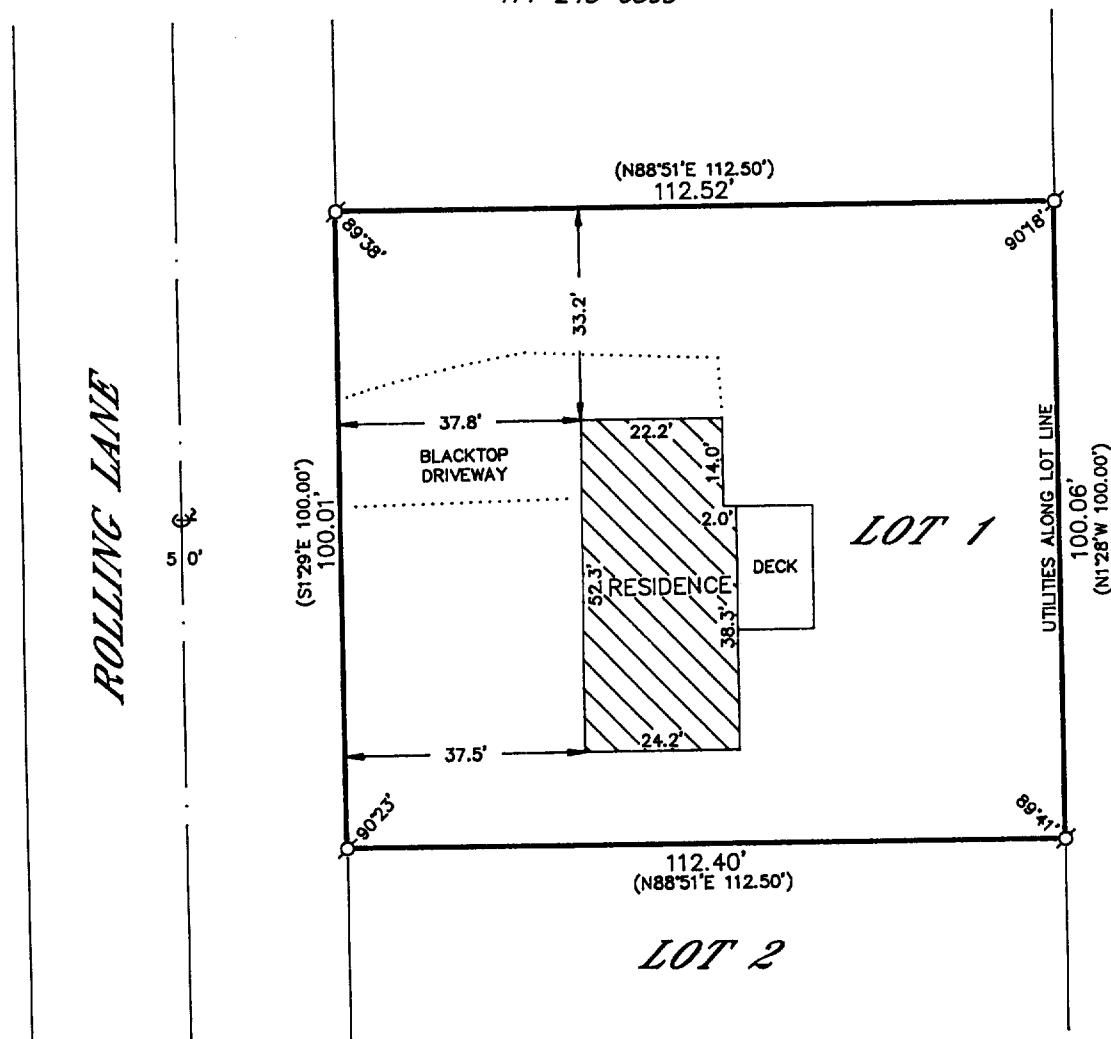 (N88°51'E 112.50')
112.52'
89°38'
90°18'
33.2'
ROLLING LANE
50'
(S1°29'E 100.00')
100.01'
37.8'
BLACKTOP
DRIVEWAY
22.2'
14.0'
2.0'
52.3'
RESIDENCE
38.3'
DECK
LOT 1
UTILITIES ALONG LOT LINE
100.06'
(N1°28'W 100.00')
24.2'
37.5'
90°23'
89°41'
112.40'
(N88°51'E 112.50')
LOT 2